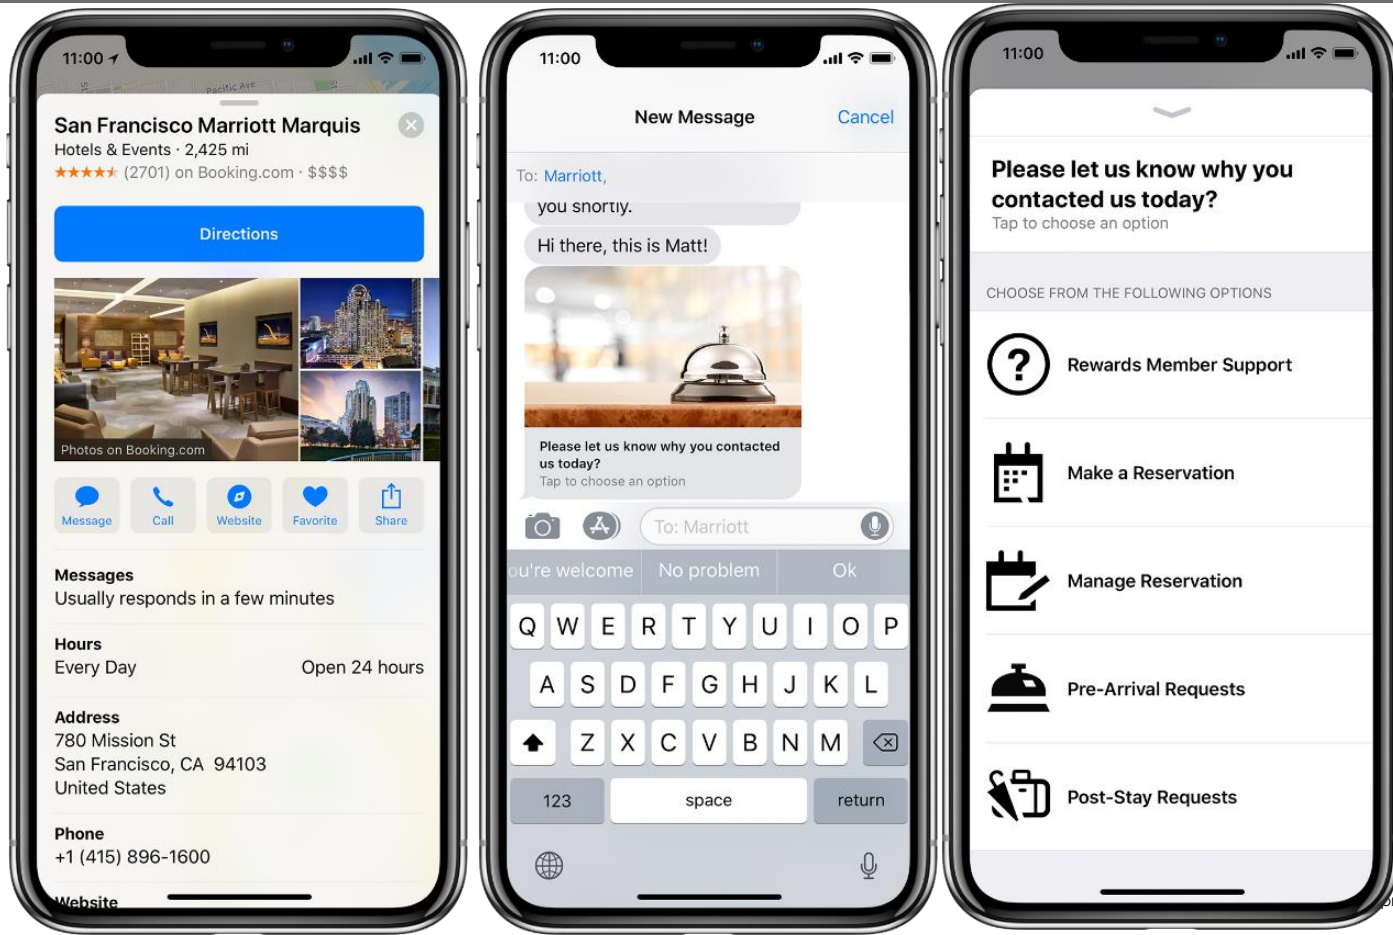 11:00
Pacific Ave
San Francisco Marriott Marquis
Hotels & Events · 2,425 mi
★★★★★ (2701) on Booking.com · $$$$
Directions
Photos on Booking.com
Message Call Website Favorite Share
Messages
Usually responds in a few minutes
Hours
Every Day Open 24 hours
Address
780 Mission St
San Francisco, CA 94103
United States
Phone
+1 (415) 896-1600
Website
11:00
New Message Cancel
To: Marriott,
you shortly.
Hi there, this is Matt!
Please let us know why you contacted
us today?
Tap to choose an option
To: Marriott
ou're welcome No problem Ok
Q W E R T Y U I O P
A S D F G H J K L
Z X C V B N M
123 space return
11:00
Please let us know why you
contacted us today?
Tap to choose an option
CHOOSE FROM THE FOLLOWING OPTIONS
Rewards Member Support
Make a Reservation
Manage Reservation
Pre-Arrival Requests
Post-Stay Requests